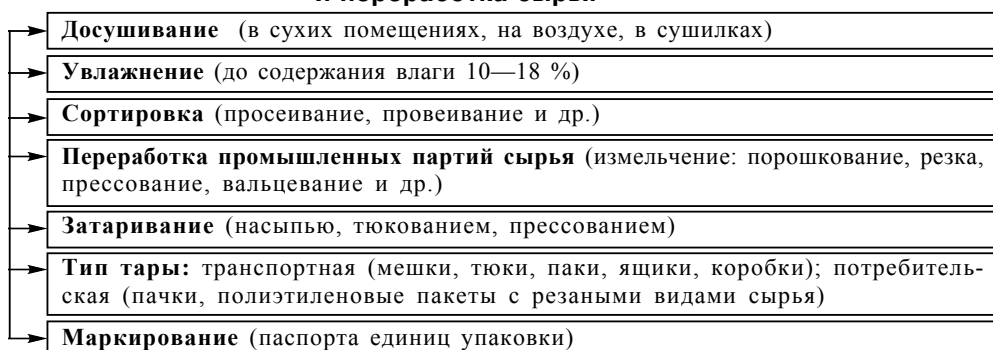 и переработка сырья
Досушивание (в сухих помещениях, на воздухе, в сушилках)
Увлажнение (до содержания влаги 10—18 %)
Сортировка (просеивание, провеивание и др.)
Переработка промышленных партий сырья (измельчение: порошкование, резка,
прессование, вальцевание и др.)
Затаривание (насыпью, тюкованием, прессованием)
Тип тары: транспортная (мешки, тюки, паки, ящики, коробки); потребитель-
ская (пачки, полиэтиленовые пакеты с резаными видами сырья)
Маркирование (паспорта единиц упаковки)